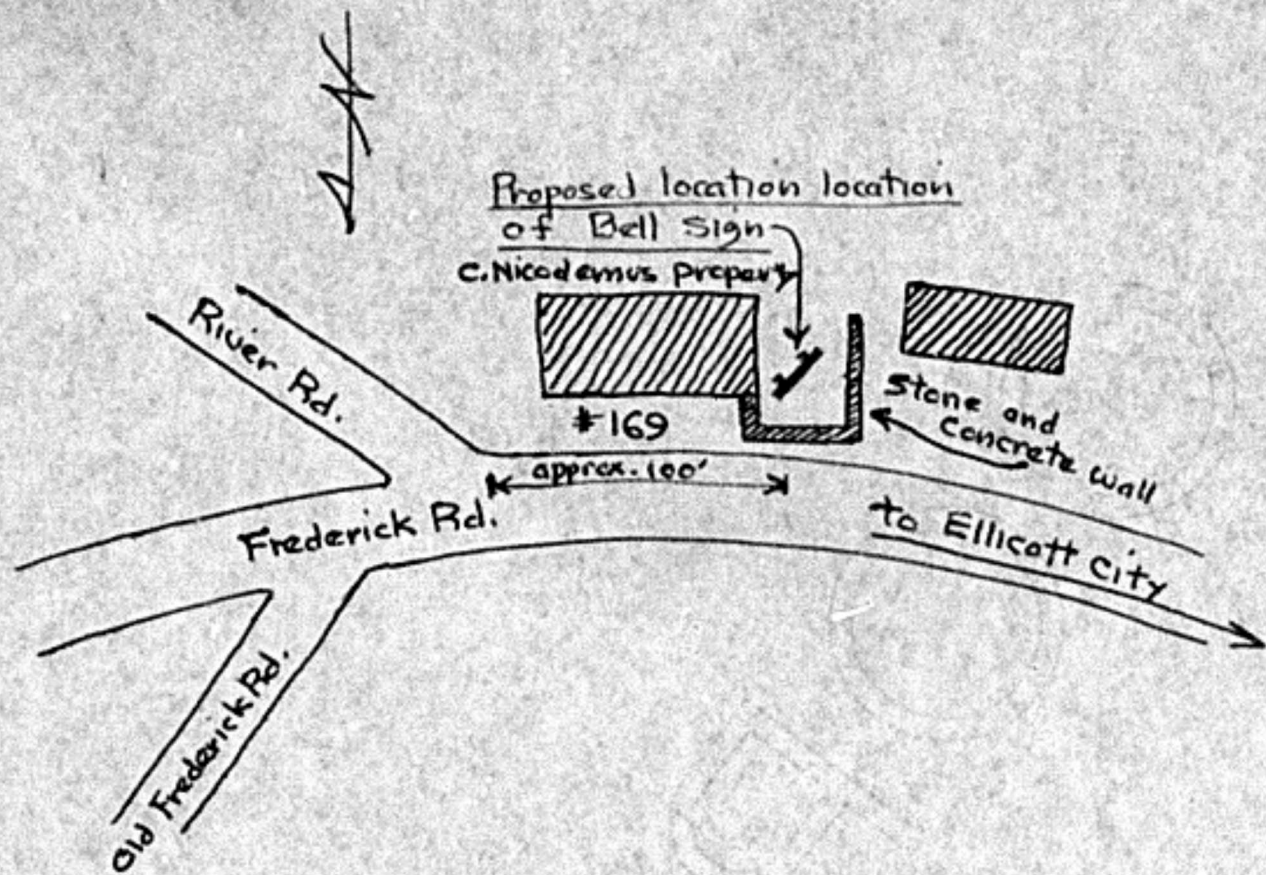 Proposed location location
of Bell Sign
C. Nicodemus propery
River Rd.
#169
Stone and
Concrete wall
approx. 100'
Frederick Rd.
to Ellicott City
Old Frederick Rd.